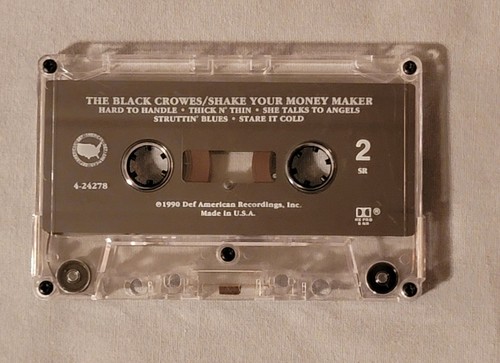 THE BLACK CROWES/SHAKE YOUR MONEY MAKER
HARD TO HANDLE • THICK N' THIN • SHE TALKS TO ANGELS
STRUTTIN' BLUES • STARE IT COLD
2
SR
4-24278
℗1990 Def American Recordings, Inc.
Made in U.S.A.